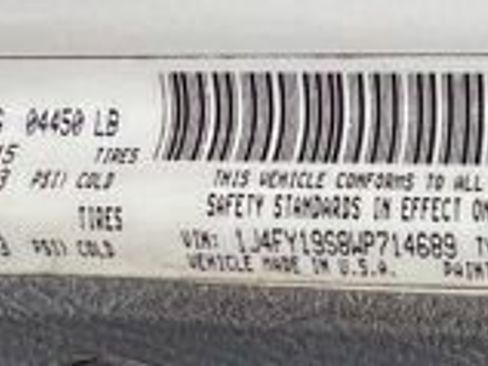 04450 LB
TIRES
THIS VEHICLE CONFORMS TO ALL
PSI) COLD
SAFETY STANDARDS IN EFFECT ON
TIRES
VIN: 1J4FY19S8WP714689
PSI) COLD
VEHICLE MADE IN U.S.A.